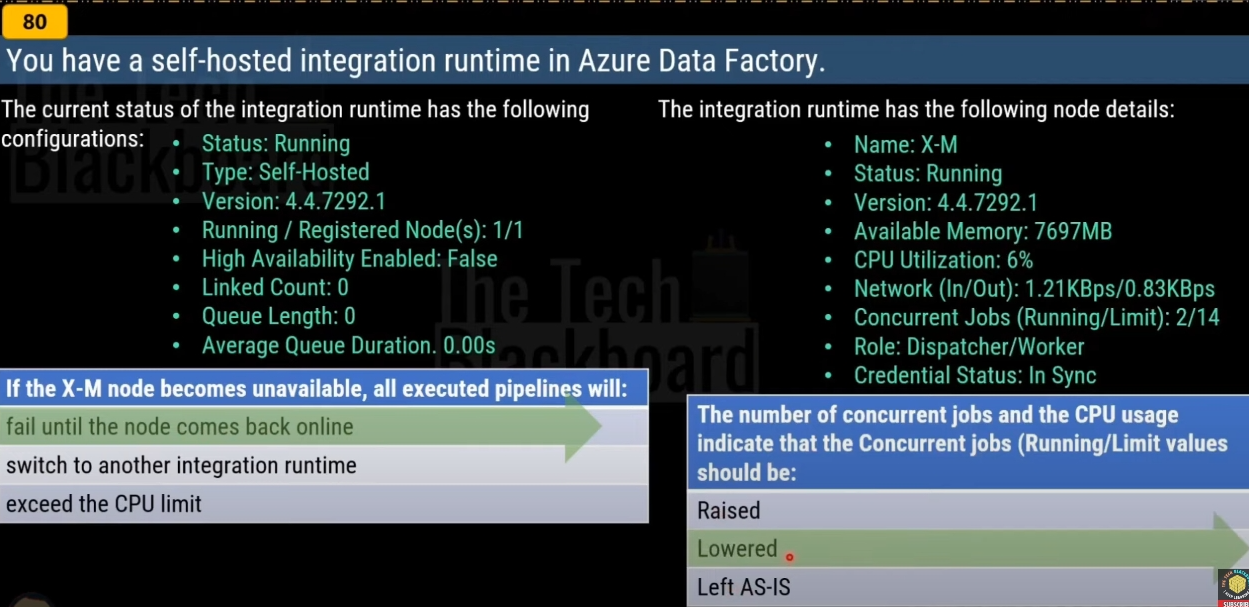 80
You have a self-hosted integration runtime in Azure Data Factory.
The current status of the integration runtime has the following
configurations:
• Status: Running
• Type: Self-Hosted
• Version: 4.4.7292.1
• Running / Registered Node(s): 1/1
• High Availability Enabled: False
• Linked Count: 0
• Queue Length: 0
• Average Queue Duration. 0.00s
The integration runtime has the following node details:
• Name: X-M
• Status: Running
• Version: 4.4.7292.1
• Available Memory: 7697MB
• CPU Utilization: 6%
• Network (In/Out): 1.21KBps/0.83KBps
• Concurrent Jobs (Running/Limit): 2/14
• Role: Dispatcher/Worker
• Credential Status: In Sync
If the X-M node becomes unavailable, all executed pipelines will:
fail until the node comes back online
switch to another integration runtime
exceed the CPU limit
The number of concurrent jobs and the CPU usage
indicate that the Concurrent jobs (Running/Limit values
should be:
Raised
Lowered
Left AS-IS
The Tech
Blackboard
The Tech
Blackboard
SUBSCRIBE